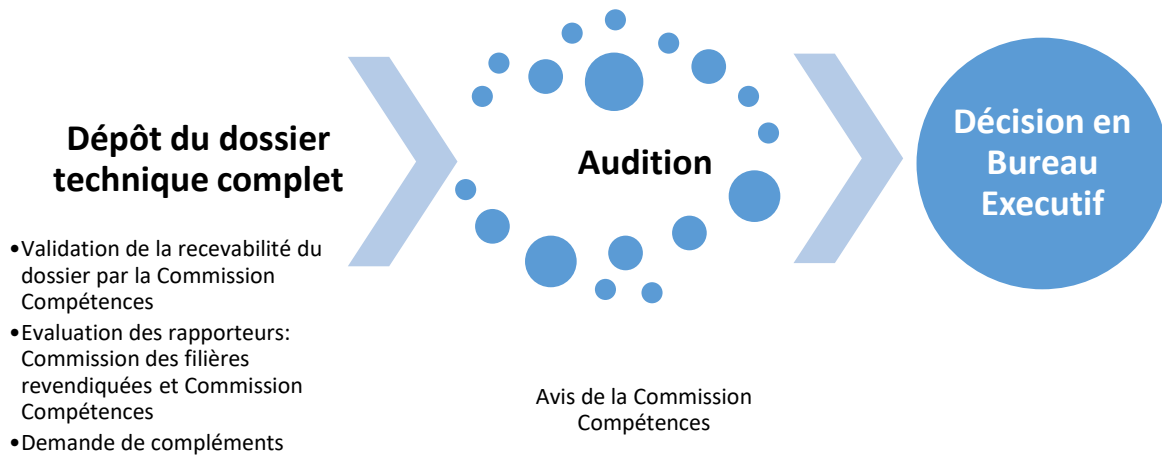 Dépôt du dossier
technique complet
•Validation de la recevabilité du
dossier par la Commission
Compétences
•Evaluation des rapporteurs:
Commission des filières
revendiquées et Commission
Compétences
•Demande de compléments
Audition
Avis de la Commission
Compétences
Décision en
Bureau
Executif